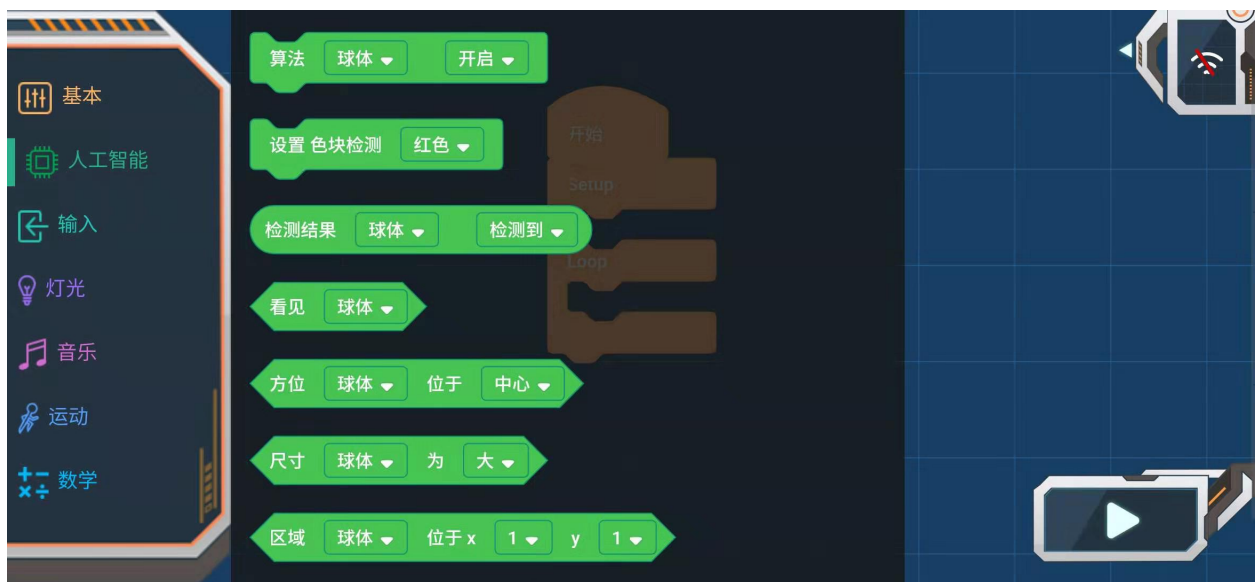 基本
人工智能
输入
灯光
音乐
运动
数学
算法 球体 开启
设置 色块检测 红色
检测结果 球体 检测到
看见 球体
方位 球体 位于 中心
尺寸 球体 为 大
区域 球体 位于 x 1 y 1
开始
Setup
Loop